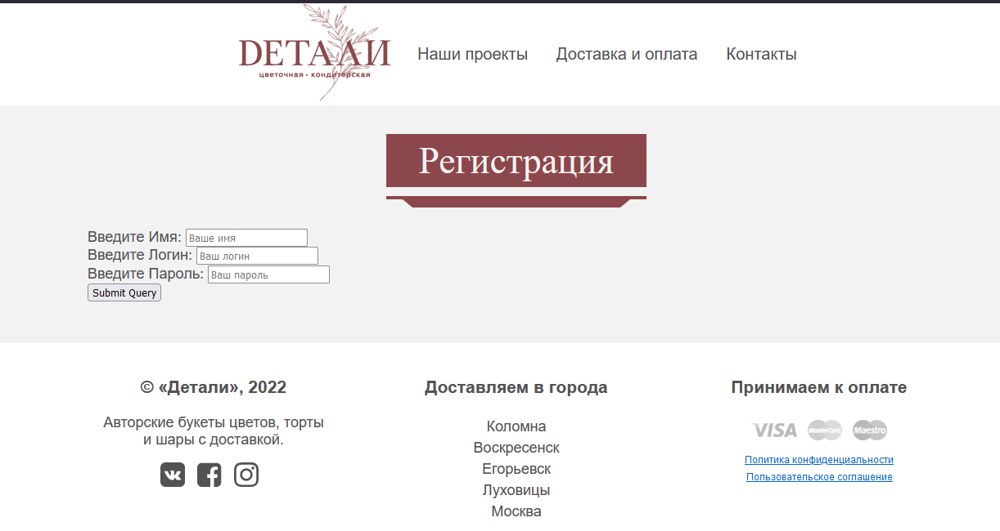 DЕТАЛИ
цветочная • кондитерская
Наши проекты Доставка и оплата Контакты
Регистрация
Введите Имя: Ваше имя
Введите Логин: Ваш логин
Введите Пароль: Ваш пароль
Submit Query
© «Детали», 2022
Авторские букеты цветов, торты
и шары с доставкой.
Доставляем в города
Коломна
Воскресенск
Егорьевск
Луховицы
Москва
Принимаем к оплате
VISA MasterCard Maestro
Политика конфиденциальности
Пользовательское соглашение